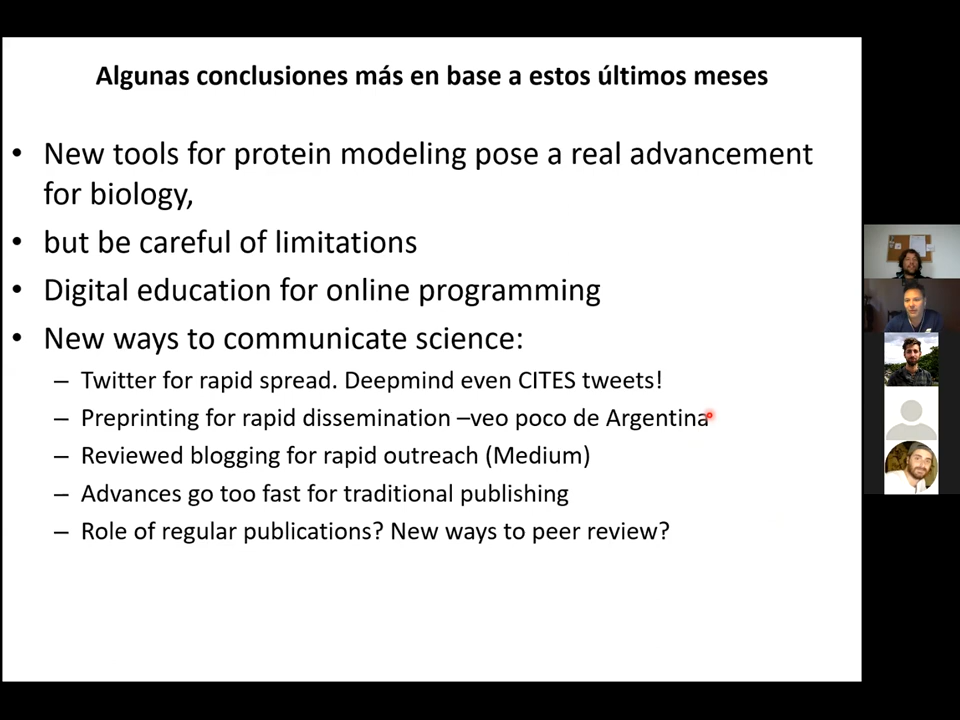 Algunas conclusiones más en base a estos últimos meses
• New tools for protein modeling pose a real advancement
for biology,
• but be careful of limitations
• Digital education for online programming
• New ways to communicate science:
– Twitter for rapid spread. Deepmind even CITES tweets!
– Preprinting for rapid dissemination –veo poco de Argentina
– Reviewed blogging for rapid outreach (Medium)
– Advances go too fast for traditional publishing
– Role of regular publications? New ways to peer review?